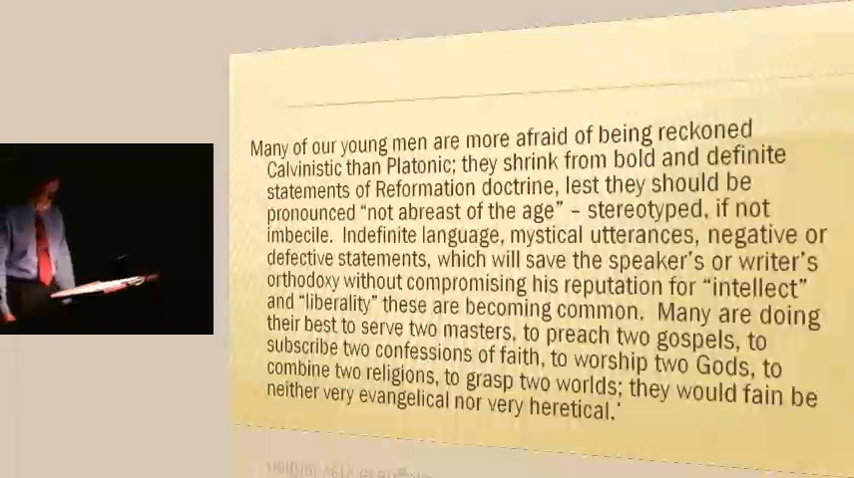 Many of our young men are more afraid of being reckoned
Calvinistic than Platonic; they shrink from bold and definite
statements of Reformation doctrine, lest they should be
pronounced “not abreast of the age” – stereotyped, if not
imbecile. Indefinite language, mystical utterances, negative or
defective statements, which will save the speaker's or writer's
orthodoxy without compromising his reputation for “intellect”
and “liberality” these are becoming common. Many are doing
their best to serve two masters, to preach two gospels, to
subscribe two confessions of faith, to worship two Gods, to
combine two religions, to grasp two worlds; they would fain be
neither very evangelical nor very heretical.'